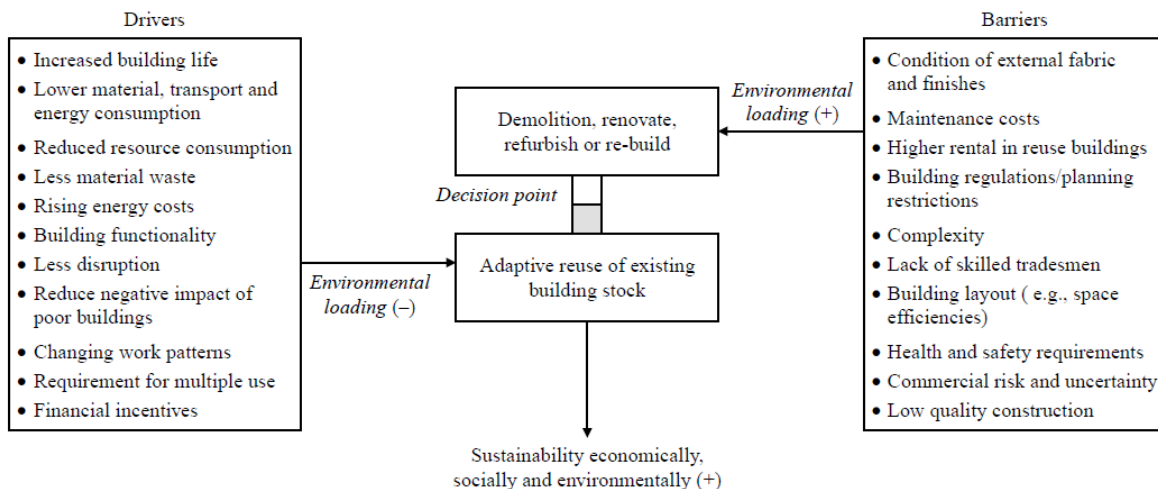 Drivers
• Increased building life
• Lower material, transport and
energy consumption
• Reduced resource consumption
• Less material waste
• Rising energy costs
• Building functionality
• Less disruption
• Reduce negative impact of
poor buildings
• Changing work patterns
• Requirement for multiple use
• Financial incentives
Environmental
loading (–)
Demolition, renovate,
refurbish or re-build
Decision point
Adaptive reuse of existing
building stock
Sustainability economically,
socially and environmentally (+)
Environmental
loading (+)
Barriers
• Condition of external fabric
and finishes
• Maintenance costs
• Higher rental in reuse buildings
• Building regulations/planning
restrictions
• Complexity
• Lack of skilled tradesmen
• Building layout ( e.g., space
efficiencies)
• Health and safety requirements
• Commercial risk and uncertainty
• Low quality construction